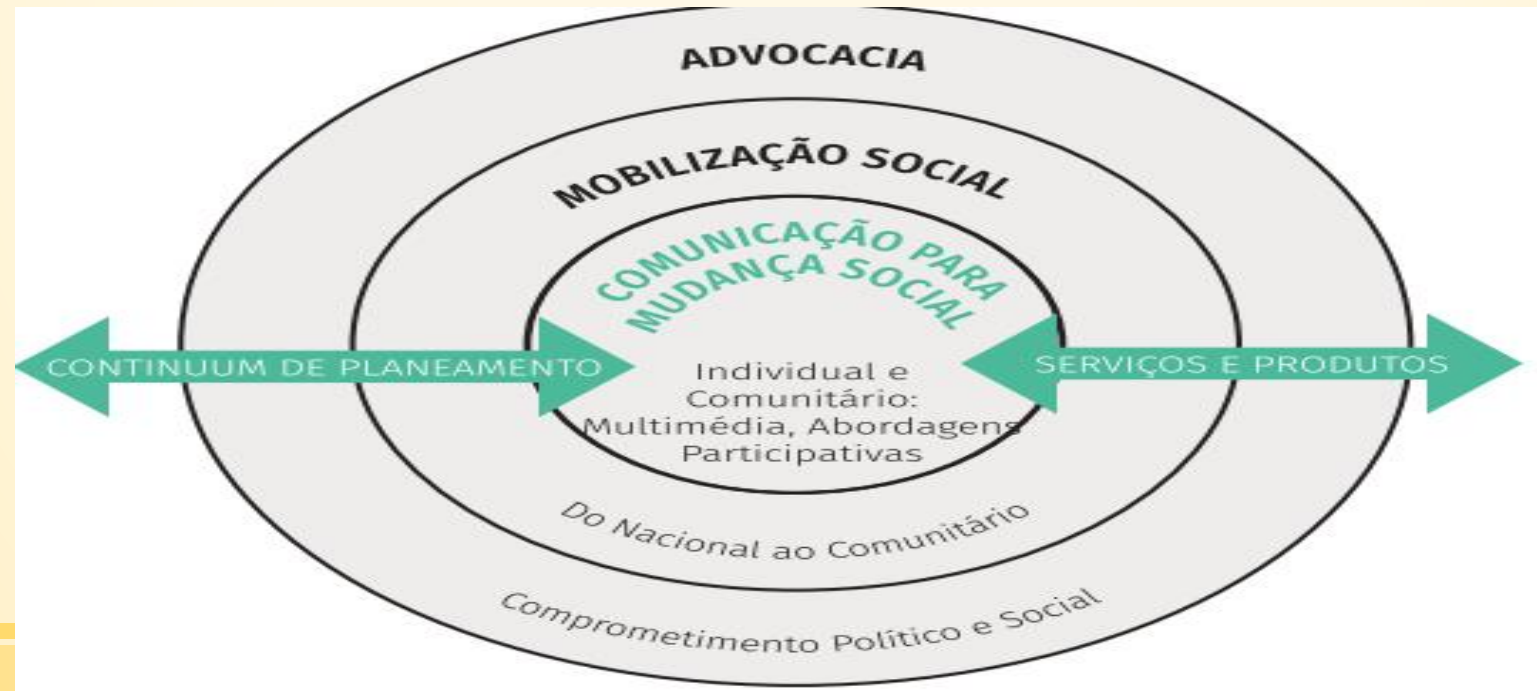 ADVOCACIA
MOBILIZAÇÃO SOCIAL
COMUNICAÇÃO PARA
MUDANÇA SOCIAL
CONTINUUM DE PLANEAMENTO
SERVIÇOS E PRODUTOS
Individual e
Comunitário:
Multimédia, Abordagens
Participativas
Do Nacional ao Comunitário
Comprometimento Político e Social